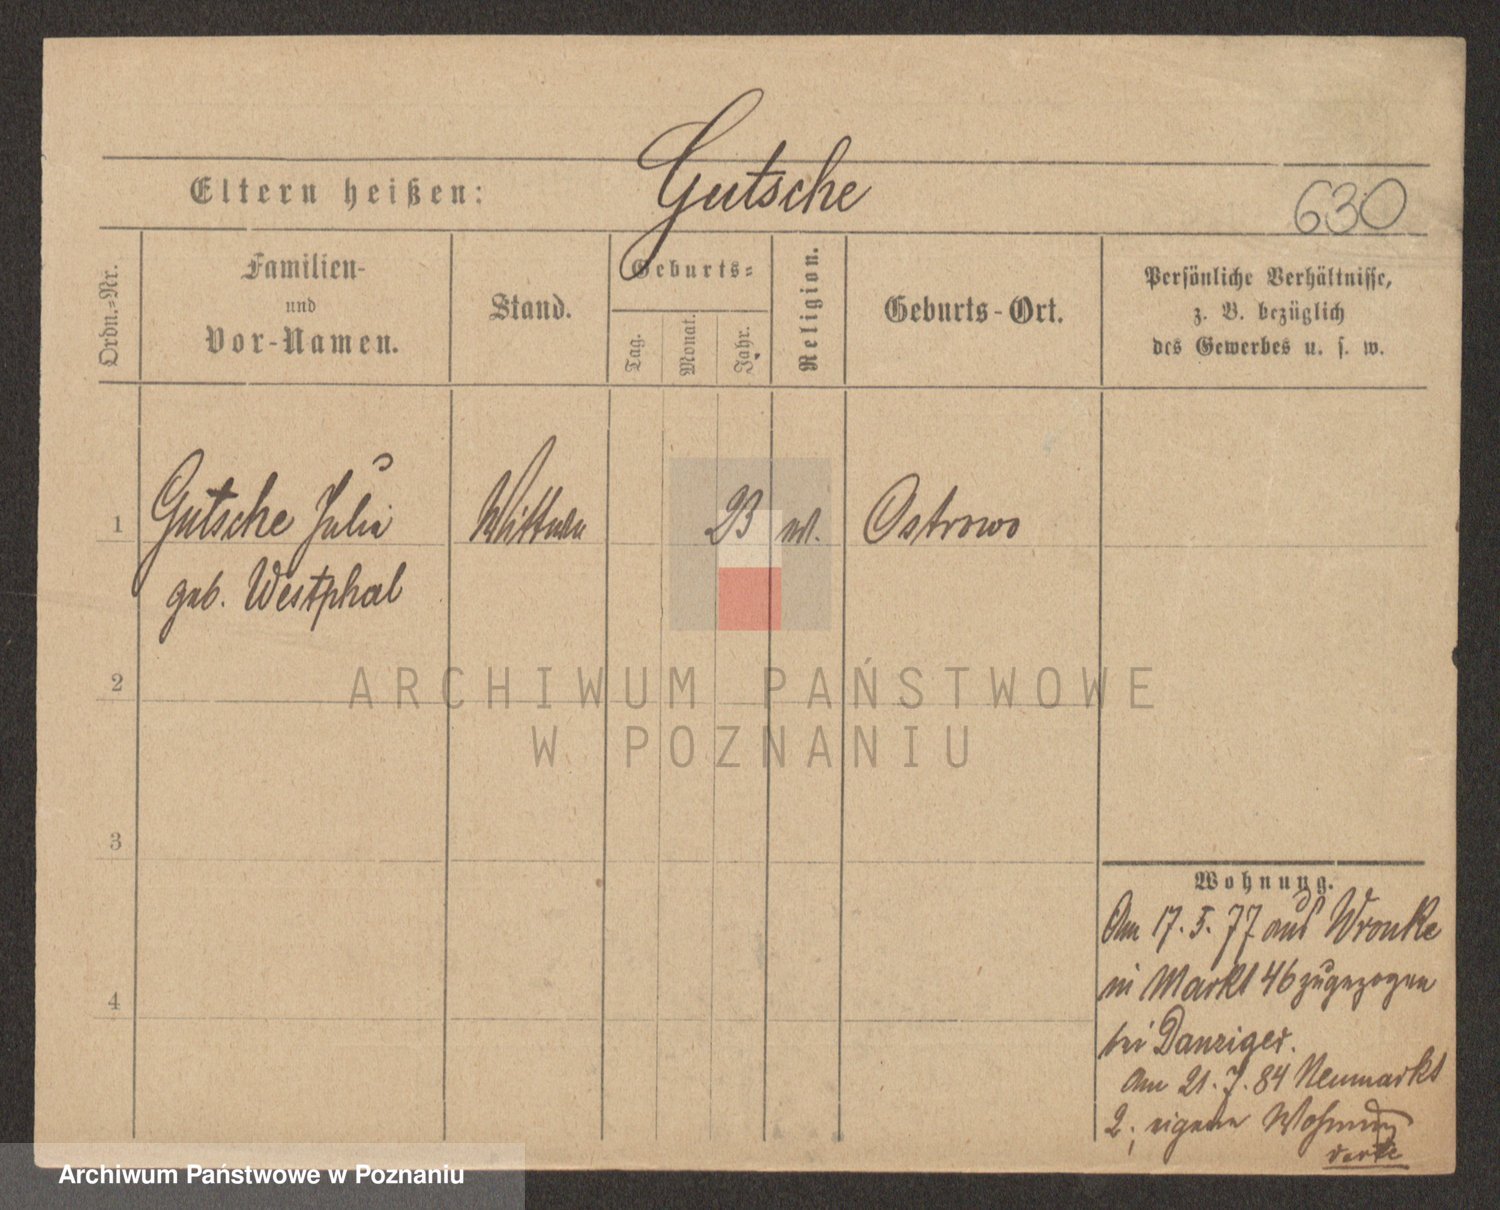 Gutsche
Eltern heißen:
630
Ordn.-Nr.
Familien-
und
Vor-Namen.
Stand.
Geburts-
Tag.
Monat.
Jahr.
Religion.
Geburts-Ort.
Persönliche Verhältnisse,
z. B. bezüglich
des Gewerbes u. s. w.
1
Gutsche Julie
geb. Westphal
Wittwe
23
Ostrowo
2
3
4
ARCHIWUM PAŃSTWOWE
W POZNANIU
Wohnung.
Am 17. 5. 77 aus Wronke
in Markt 46 zugezogen
bei Danziger.
Am 21. 7. 84 Neumarkt
2, eigene Wohnung
Archiwum Państwowe w Poznaniu